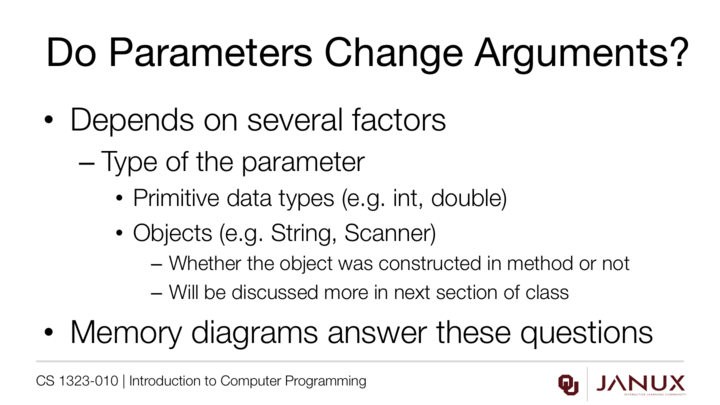 Do Parameters Change Arguments?
• Depends on several factors
– Type of the parameter
• Primitive data types (e.g. int, double)
• Objects (e.g. String, Scanner)
– Whether the object was constructed in method or not
– Will be discussed more in next section of class
• Memory diagrams answer these questions
CS 1323-010 | Introduction to Computer Programming
OU JANUX
INTERACTIVE LEARNING COMMUNITY